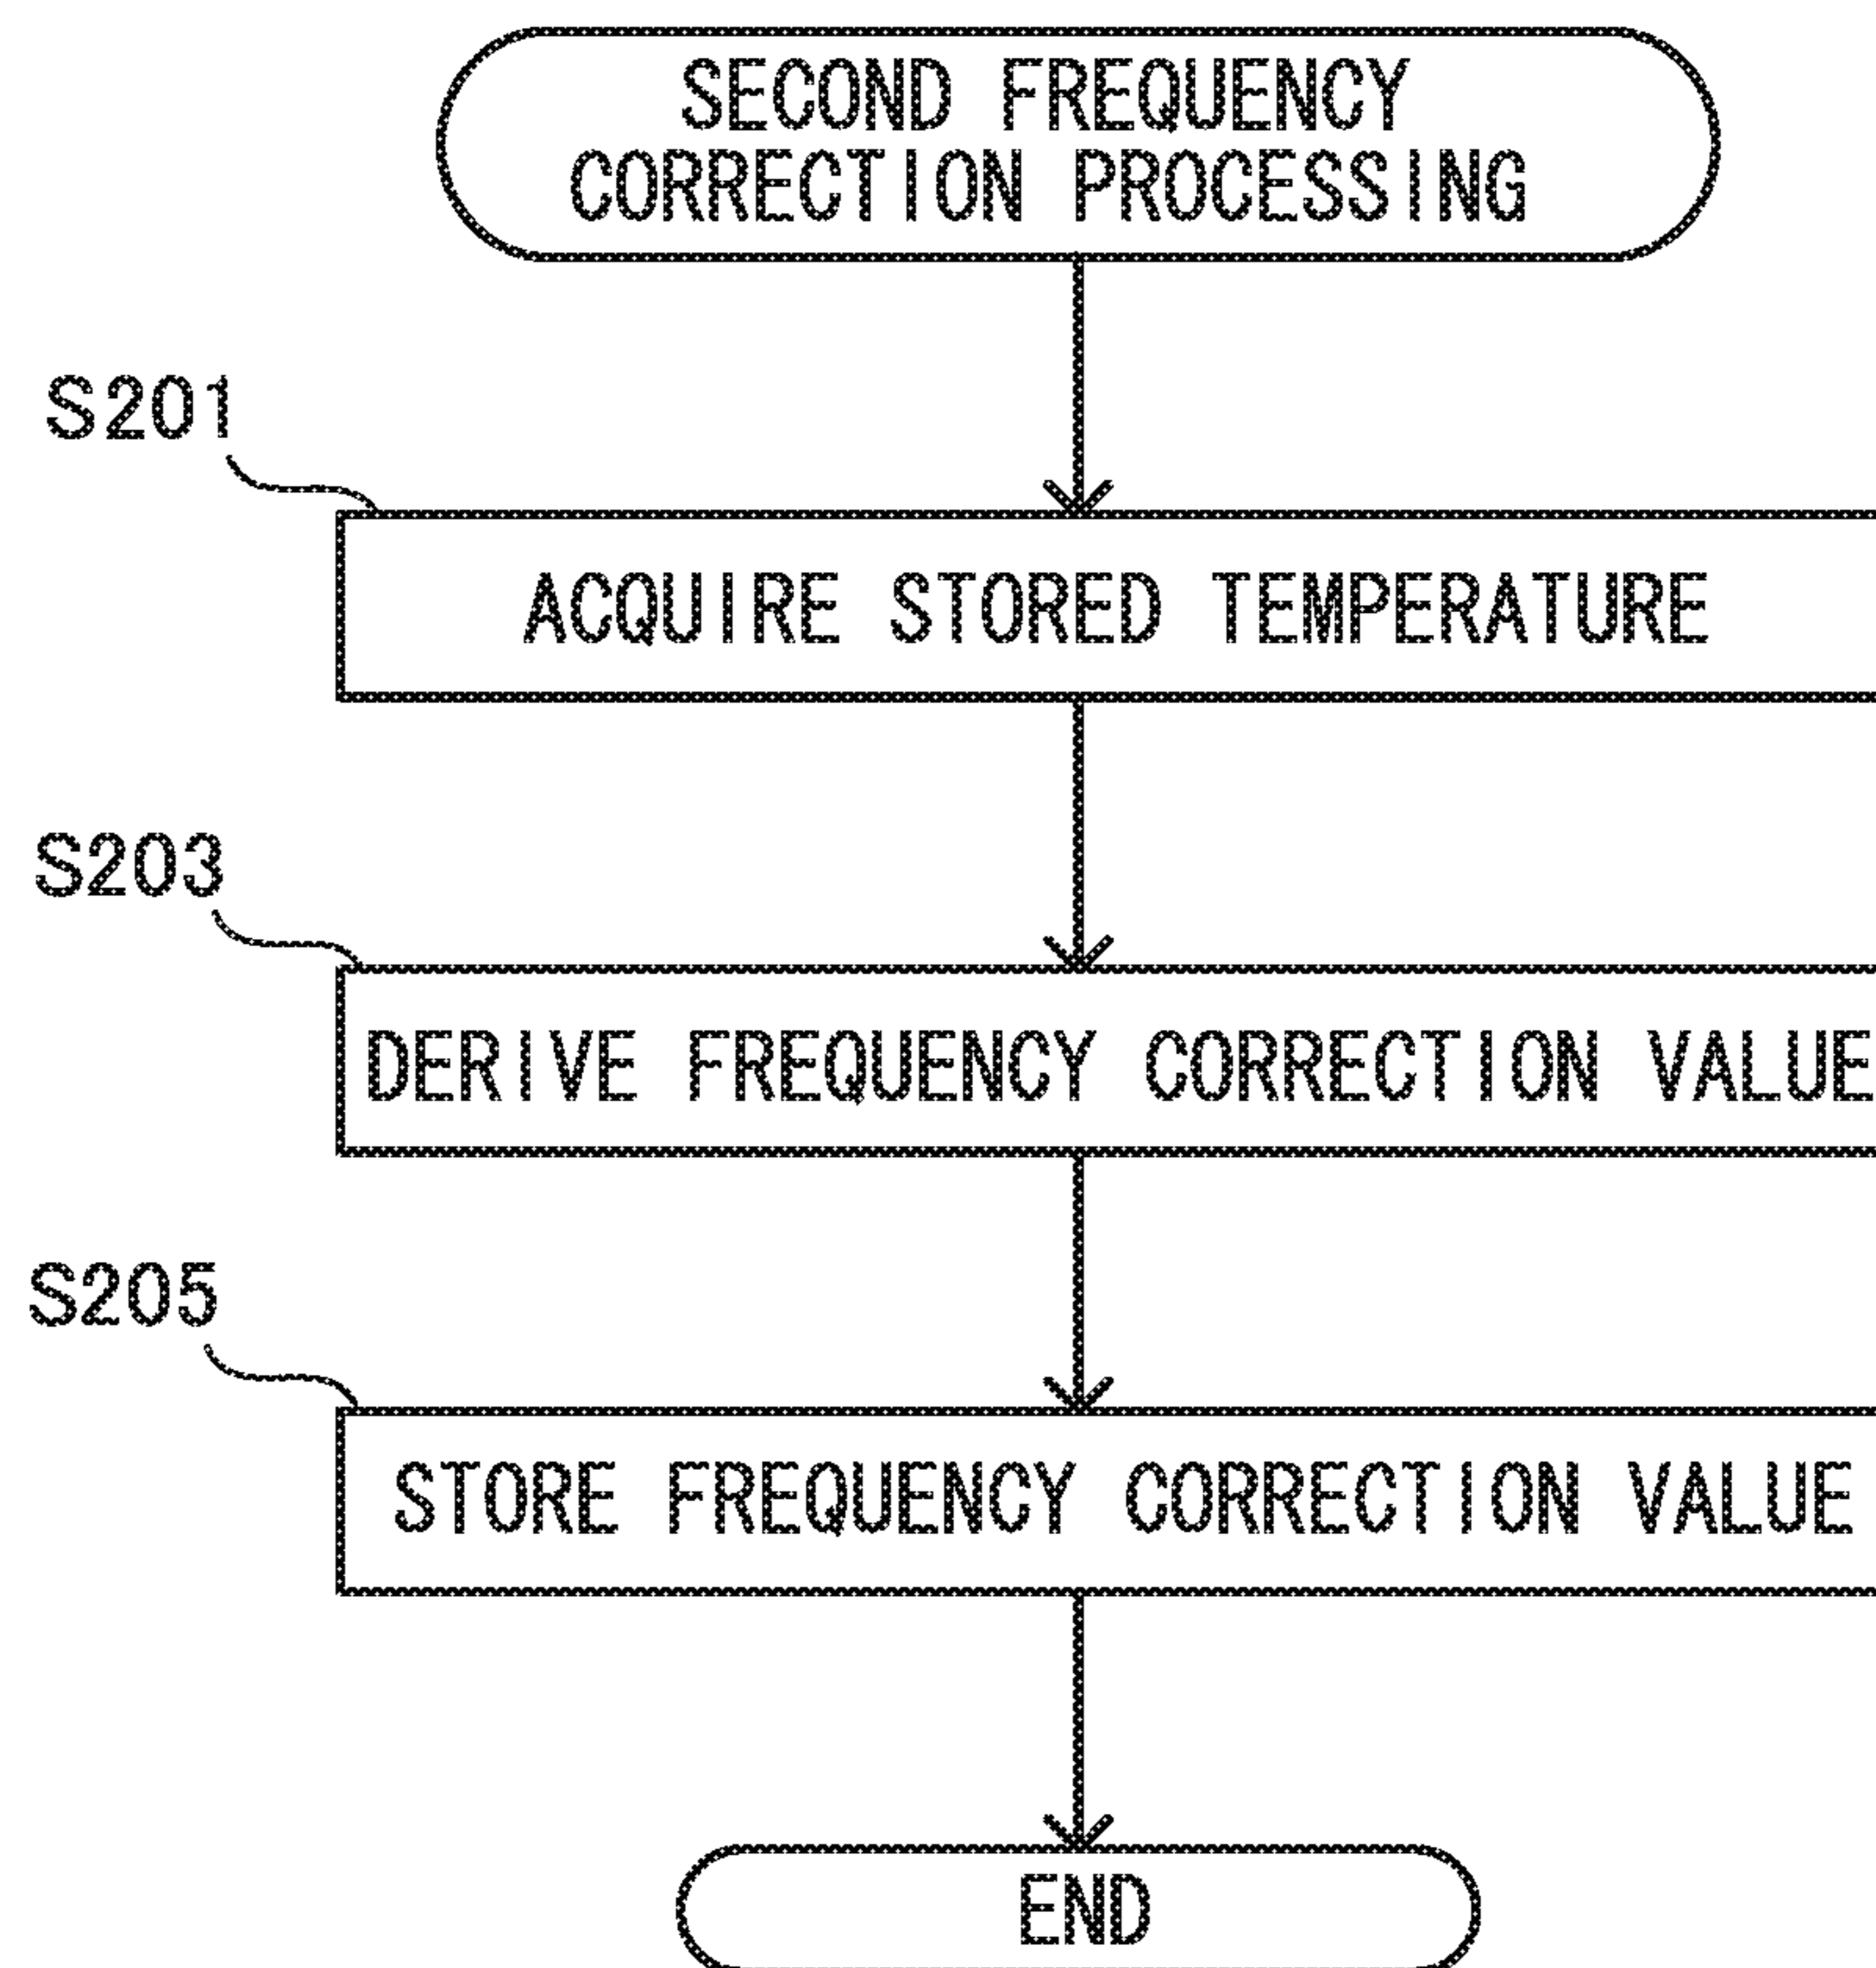 SECOND FREQUENCY
CORRECTION PROCESSING
S201
ACQUIRE STORED TEMPERATURE
S203
DERIVE FREQUENCY CORRECTION VALUE
S205
STORE FREQUENCY CORRECTION VALUE
END